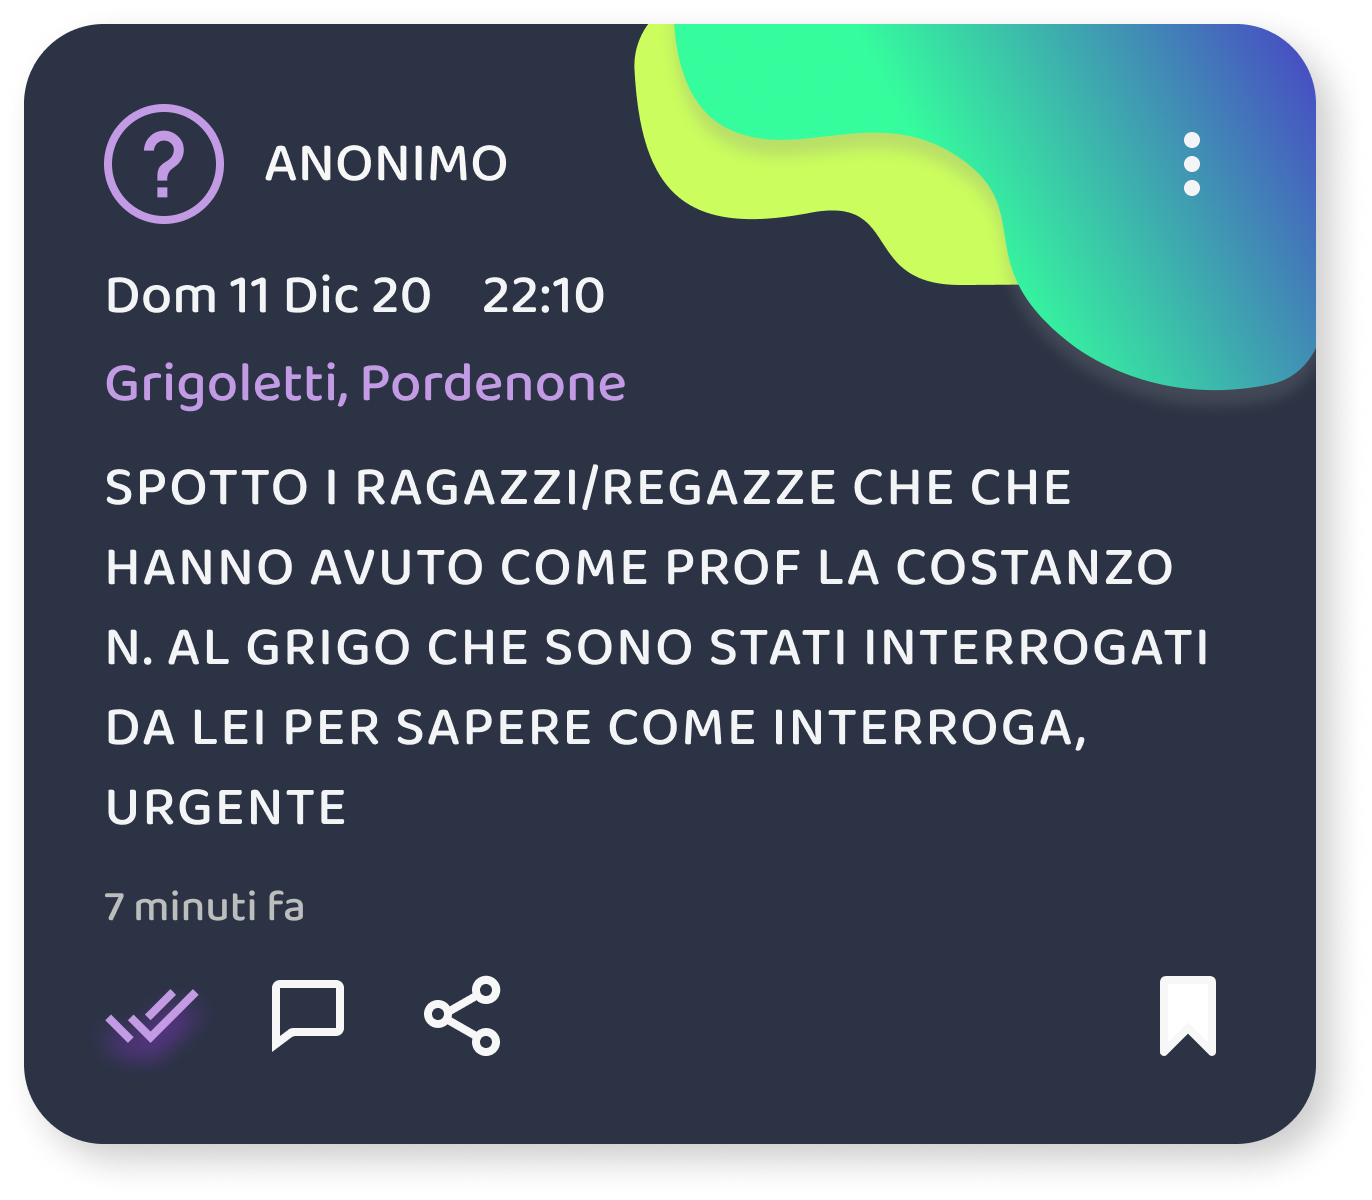 ?
ANONIMO
Dom 11 Dic 20 22:10
Grigoletti, Pordenone
SPOTTO I RAGAZZI/REGAZZE CHE CHE
HANNO AVUTO COME PROF LA COSTANZO
N. AL GRIGO CHE SONO STATI INTERROGATI
DA LEI PER SAPERE COME INTERROGA,
URGENTE
7 minuti fa